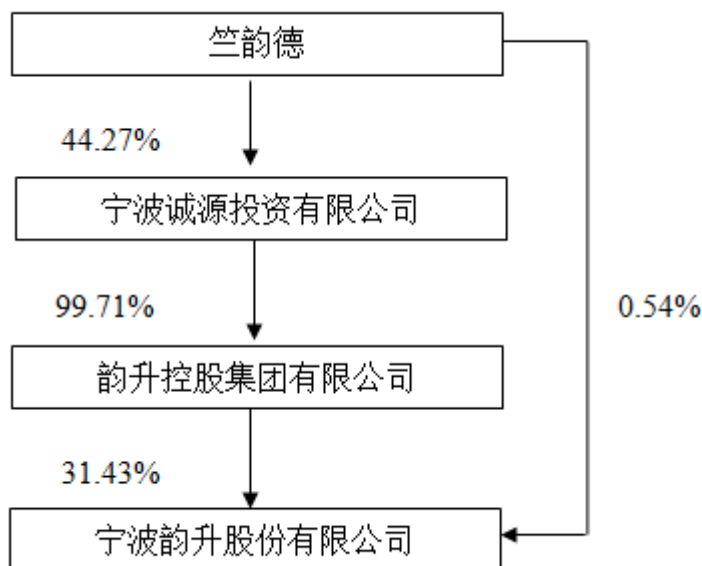 竺韵德
44.27%
宁波诚源投资有限公司
99.71%
0.54%
韵升控股集团有限公司
31.43%
宁波韵升股份有限公司